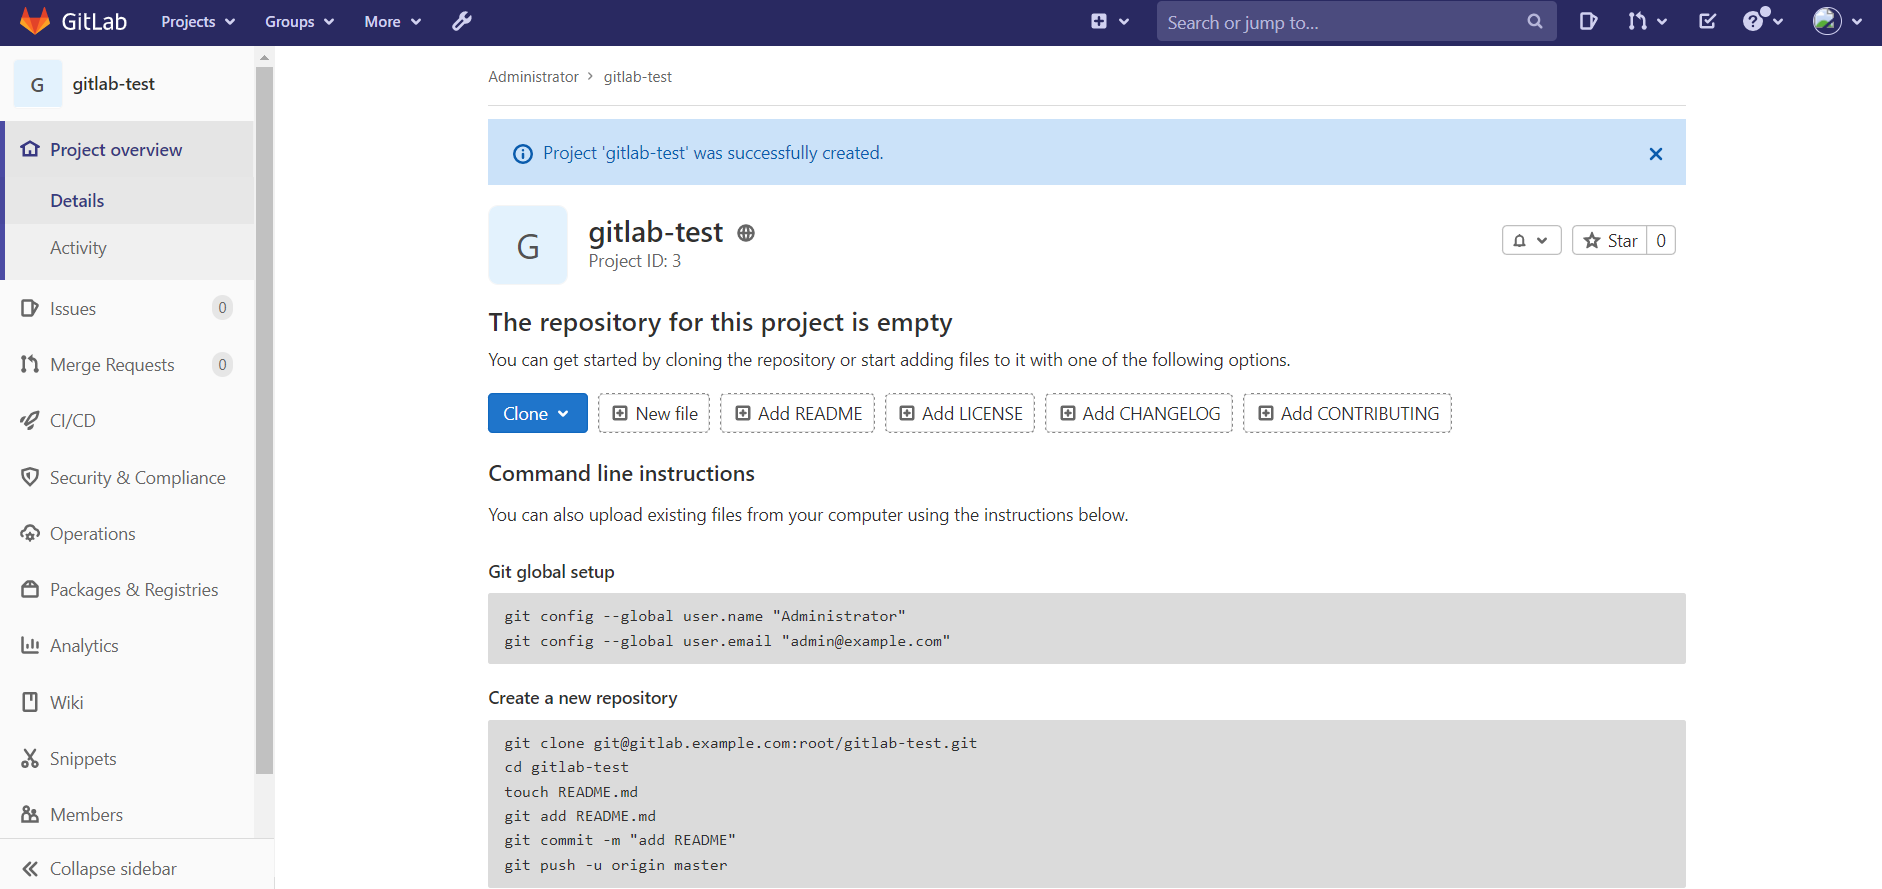 GitLab
Projects
Groups
More
Search or jump to...
G
gitlab-test
Project overview
Details
Activity
Issues
0
Merge Requests
0
CI/CD
Security & Compliance
Operations
Packages & Registries
Analytics
Wiki
Snippets
Members
Collapse sidebar
Administrator > gitlab-test
Project 'gitlab-test' was successfully created.
G
gitlab-test
Project ID: 3
Star
0
The repository for this project is empty
You can get started by cloning the repository or start adding files to it with one of the following options.
Clone
New file
Add README
Add LICENSE
Add CHANGELOG
Add CONTRIBUTING
Command line instructions
You can also upload existing files from your computer using the instructions below.
Git global setup
git config --global user.name "Administrator"
git config --global user.email "admin@example.com"
Create a new repository
git clone git@gitlab.example.com:root/gitlab-test.git
cd gitlab-test
touch README.md
git add README.md
git commit -m "add README"
git push -u origin master